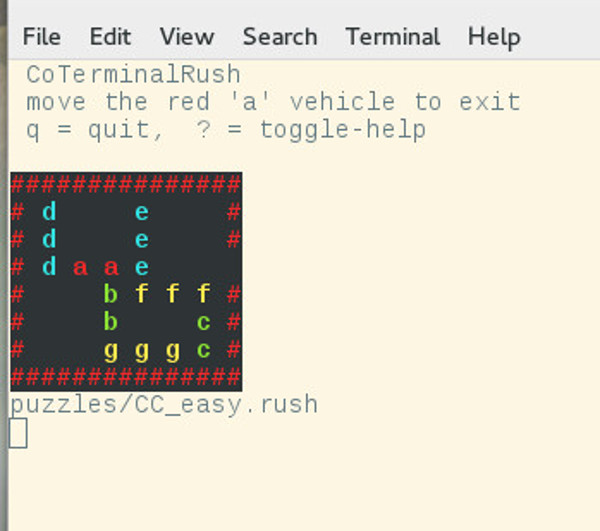 File Edit View Search Terminal Help
CoTerminalRush
move the red 'a' vehicle to exit
q = quit,  ? = toggle-help
###############
# d     e     #
# d     e     #
# d a a e
#     b f f f #
#     b     c #
#     g g g c #
###############
puzzles/CC_easy.rush